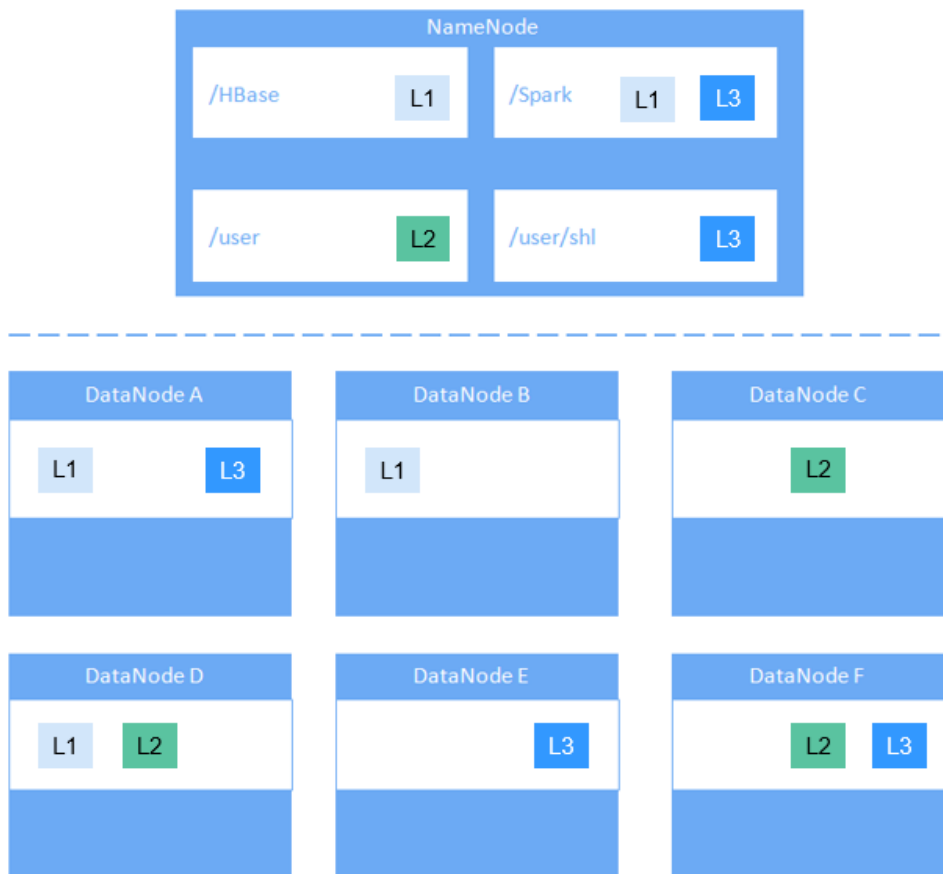 NameNode
/HBase L1 /Spark L1 L3
/user L2 /user/shl L3
DataNode A DataNode B DataNode C
L1 L3 L1 L2
DataNode D DataNode E DataNode F
L1 L2 L3 L2 L3